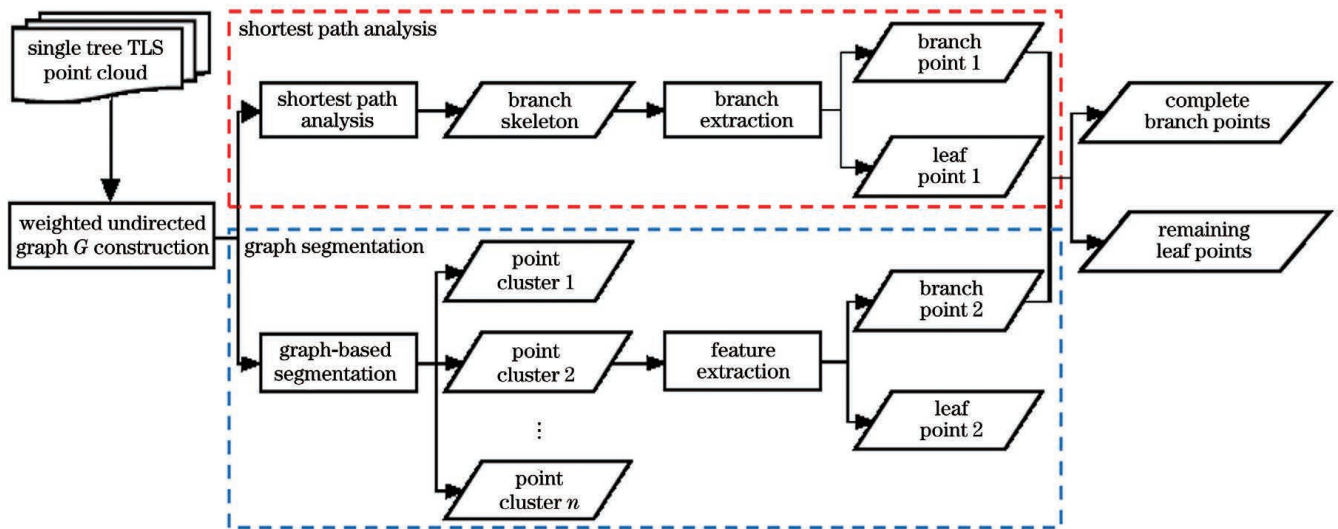 single tree TLS
point cloud
weighted undirected
graph G construction
shortest path analysis
shortest path
analysis
branch
skeleton
branch
extraction
branch
point 1
leaf
point 1
graph segmentation
graph-based
segmentation
point
cluster 1
point
cluster 2
⋮
point
cluster n
feature
extraction
branch
point 2
leaf
point 2
complete
branch points
remaining
leaf points